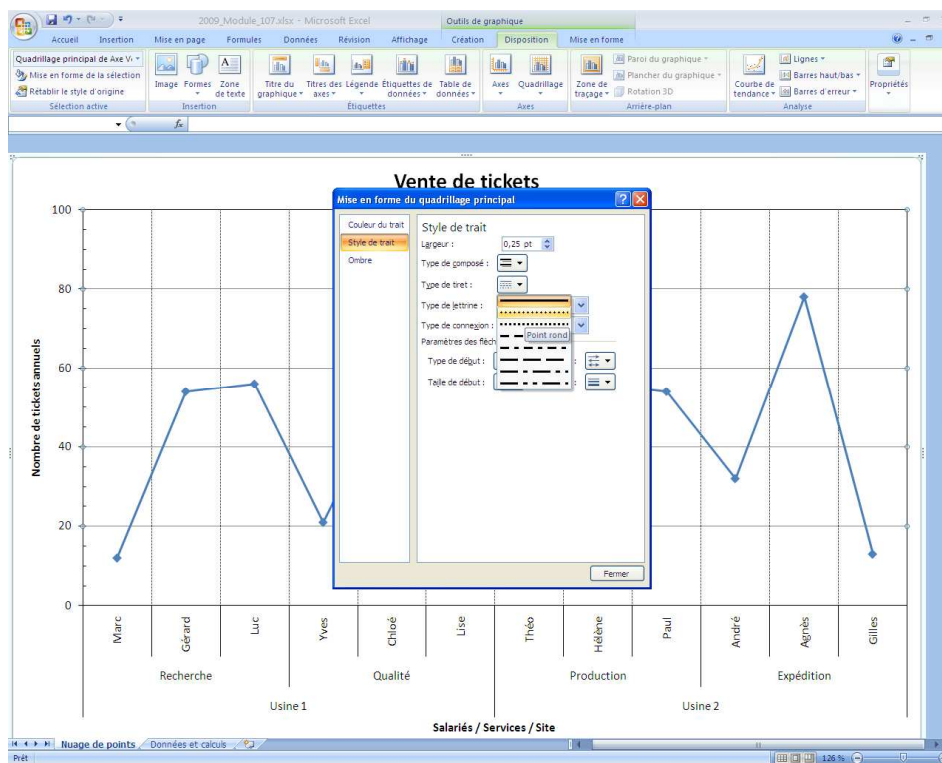 2009_Module_107.xlsx - Microsoft Excel
Outils de graphique
Accueil Insertion Mise en page Formules Données Révision Affichage Création Disposition Mise en forme
Quadrillage principal de Axe V
Mise en forme de la sélection
Rétablir le style d'origine
Sélection active
Image Formes Zone de texte
Insertion
Titre du graphique Titres des axes Légende Étiquettes de données Table de données
Étiquettes
Axes Quadrillage
Axes
Zone de traçage
Paroi du graphique
Plancher du graphique
Rotation 3D
Arrière-plan
Courbe de tendance
Lignes
Barres haut/bas
Barres d'erreur
Analyse
Propriétés
fx
Vente de tickets
Mise en forme du quadrillage principal
Couleur du trait
Style de trait
Ombre
Style de trait
Largeur : 0,25 pt
Type de composé :
Type de tiret :
Type de lettrine :
Type de connexion :
Point rond
Paramètres des flèch
Type de début :
Taille de début :
Fermer
Nombre de tickets annuels
100
80
60
40
20
0
Marc Gérard Luc Yves Chloé Lise Théo Hélène Paul André Agnès Gilles
Recherche Qualité Production Expédition
Usine 1 Usine 2
Salariés / Services / Site
Nuage de points Données et calculs
Prêt
126 %